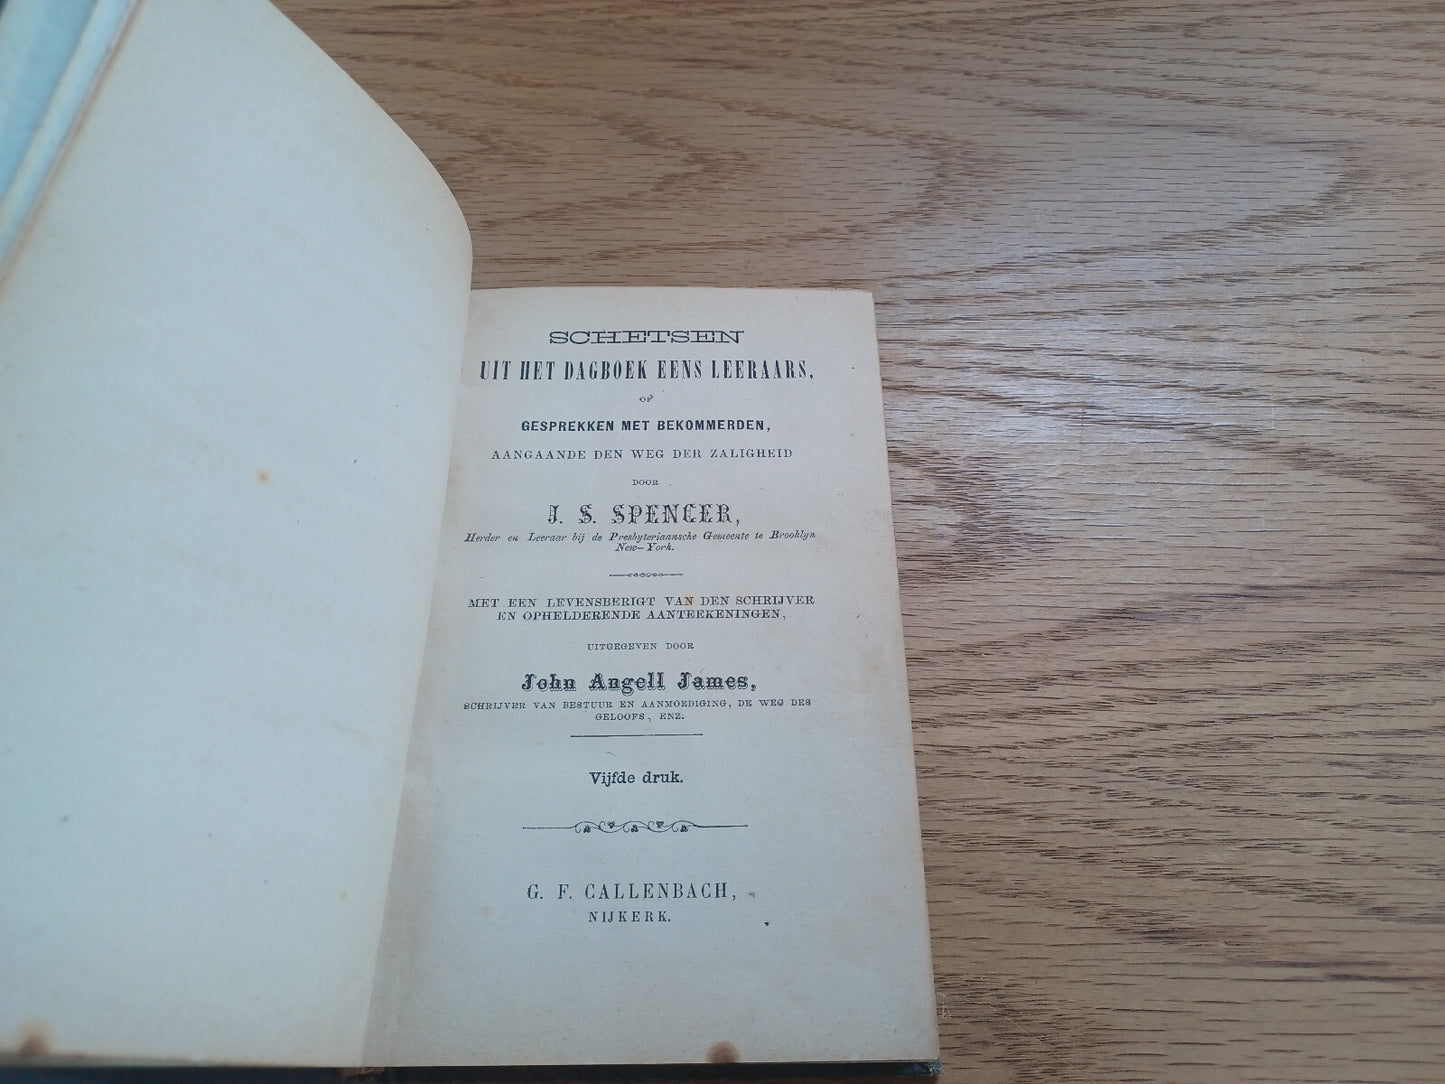 SCHETSEN
UIT HET DAGBOEK EENS LEERAARS,
OF
GESPREKKEN MET BEKOMMERDEN,
AANGAANDE DEN WEG DER ZALIGHEID
DOOR
J. S. SPENCER,
Herder en Leeraar bij de Presbyteriaansche Gemeente te Brooklyn
New-York.
MET EEN LEVENSBERIGT VAN DEN SCHRIJVER
EN OPHELDERENDE AANTEEKENINGEN,
UITGEGEVEN DOOR
John Angell James,
SCHRIJVER VAN BESTUUR EN AANMOEDIGING, DE WEG DES
GELOOFS, ENZ.
Vijfde druk.
G. F. CALLENBACH,
NIJKERK.